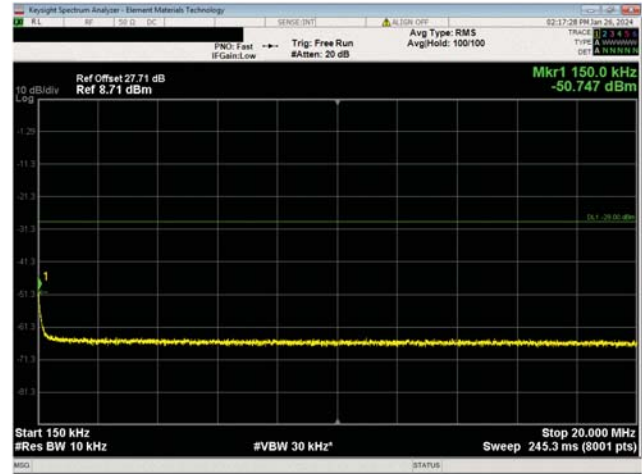 Keysight Spectrum Analyzer - Element Materials Technology
RL RF 50 Ω DC SENSE:INT ALIGN OFF 02:17:28 PM Jan 26, 2024
PNO: Fast Trig: Free Run Avg Type: RMS TRACE 1 2 3 4 5 6
IFGain:Low #Atten: 20 dB Avg|Hold: 100/100 TYPE A WWWWW
DET A N N N N N
Mkr1 150.0 kHz
-50.747 dBm
Ref Offset 27.71 dB
10 dB/div Ref 8.71 dBm
Log
-1.29
-11.3
-21.3
DL1 -29.00 dBm
-31.3
-41.3
1
-51.3
-61.3
-71.3
-81.3
Start 150 kHz Stop 20.000 MHz
#Res BW 10 kHz #VBW 30 kHz* Sweep 245.3 ms (8001 pts)
MSG STATUS